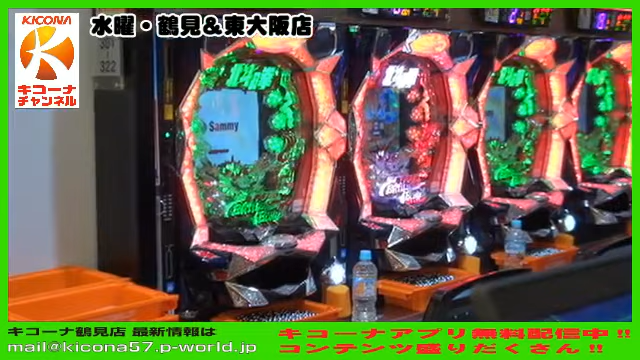 KICONA
キコーナ
チャンネル
水曜・鶴見&東大阪店
301
322
Sammy
キコーナ鶴見店 最新情報は
mail@kicona57.p-world.jp
キコーナアプリ無料配信中!!
コンテンツ盛りだくさん!!